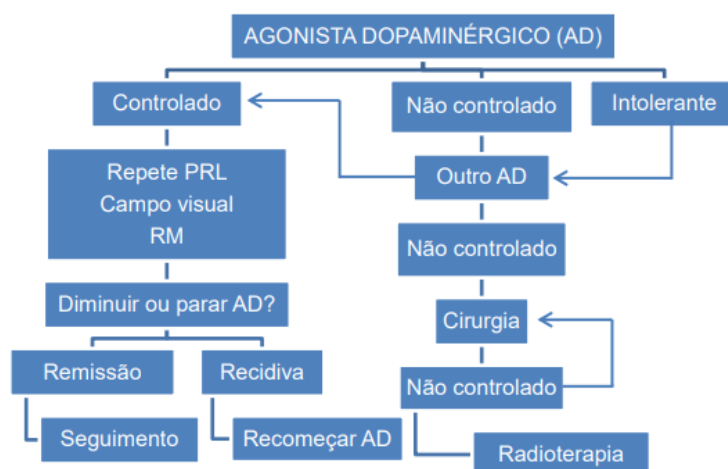 AGONISTA DOPAMINÉRGICO (AD)
Controlado
Não controlado
Intolerante
Repete PRL
Campo visual
RM
Outro AD
Não controlado
Diminuir ou parar AD?
Cirurgia
Remissão
Recidiva
Não controlado
Seguimento
Recomeçar AD
Radioterapia